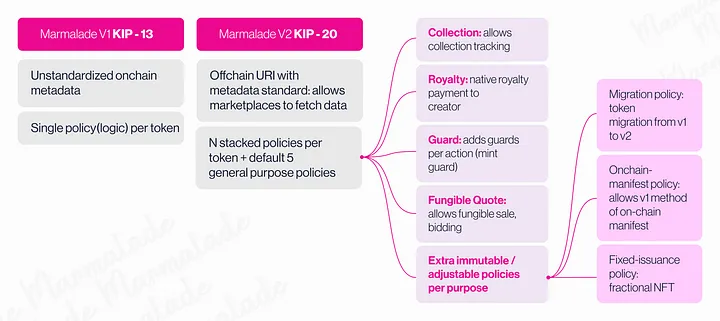 Marmalade V1 KIP - 13
Unstandardized onchain
metadata
Single policy(logic) per token
Marmalade V2 KIP - 20
Offchain URI with
metadata standard: allows
marketplaces to fetch data
N stacked policies per
token + default 5
general purpose policies
Collection: allows
collection tracking
Royalty: native royalty
payment to
creator
Guard: adds guards
per action (mint
guard)
Fungible Quote:
allows fungible sale,
bidding
Extra immutable /
adjustable policies
per purpose
Migration policy:
token
migration from v1
to v2
Onchain-
manifest policy:
allows v1 method
of on-chain
manifest
Fixed-issuance
policy:
fractional NFT